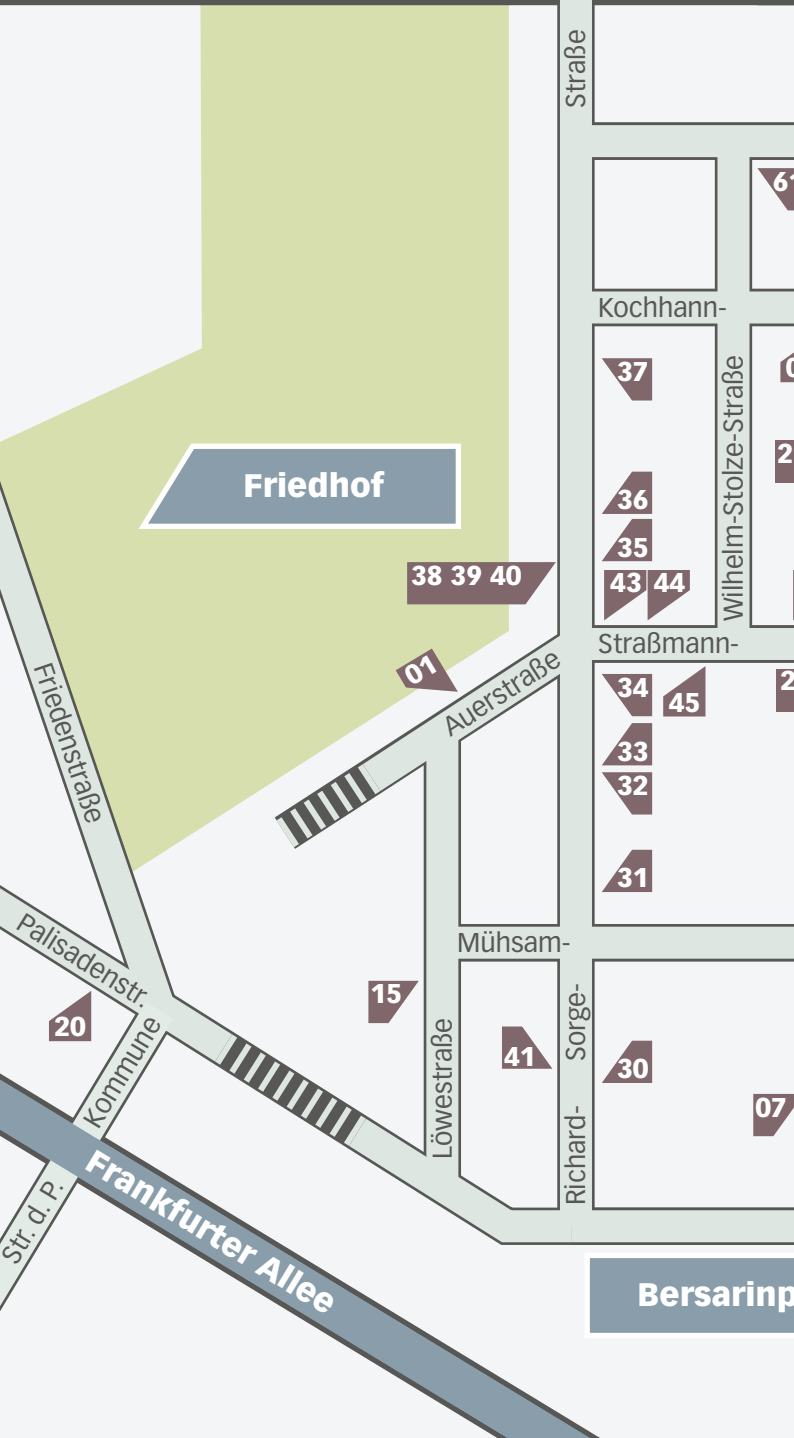 Straße
61
Kochhann-
37
Wilhelm-Stolze-Straße
Friedhof
36
35
38 39 40
43 44
Straßmann-
01
Auerstraße
34
45
33
32
31
Friedenstraße
Palisadenstr.
Mühsam-
15
20
Kommune
Löwestraße
41
Sorge-
30
07
Richard-
Str. d. P.
Frankfurter Allee
Bersarinp